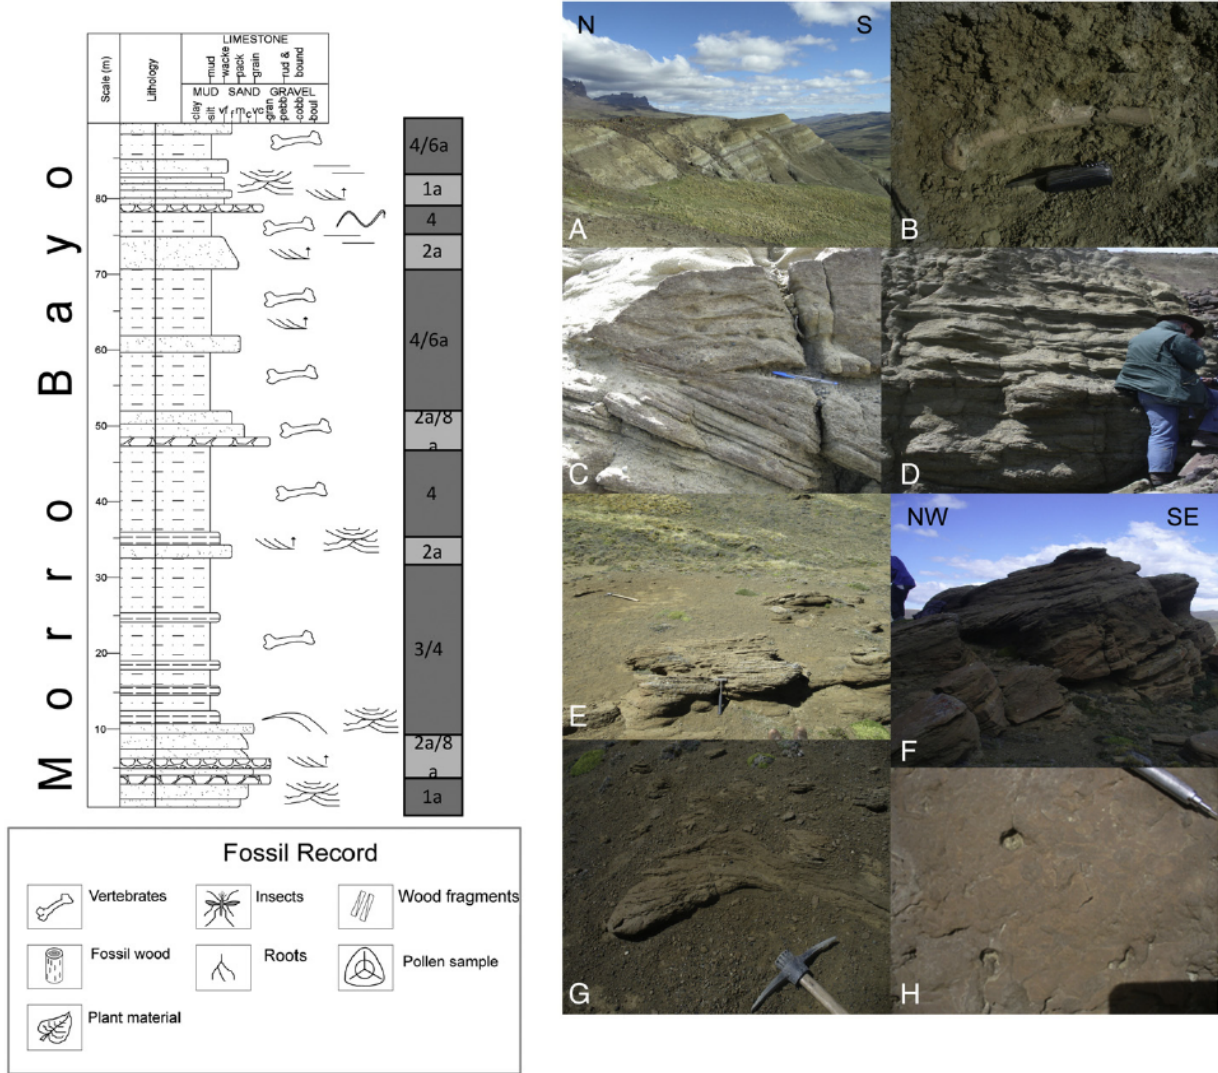 Morro Bayo
Scale (m)
Lithology
LIMESTONE
mud
wacke
pack
grain
rud &
bound
MUD SAND GRAVEL
clay
silt
vf
f
m
c
vc
gran
pebb
cobb
boul
80
70
60
50
40
30
20
10
4/6a
1a
4
2a
4/6a
2a/8
a
4
2a
3/4
2a/8
a
1a
Fossil Record
Vertebrates
Insects
Wood fragments
Fossil wood
Roots
Pollen sample
Plant material
N S
A
B
C
D
E
NW SE
F
G
H